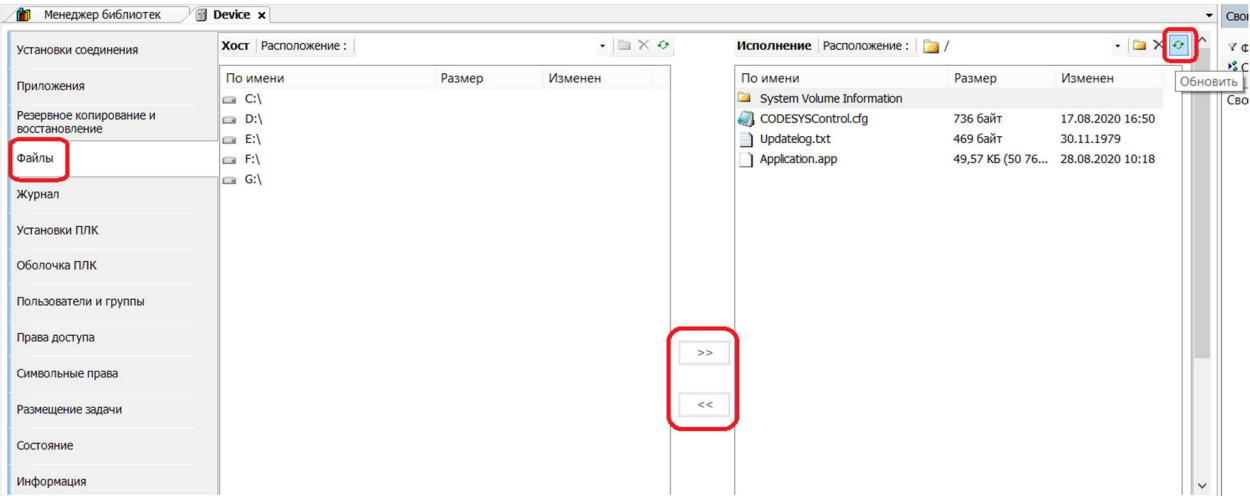 Менеджер библиотек Device x
Установки соединения
Приложения
Резервное копирование и
восстановление
Файлы
Журнал
Установки ПЛК
Оболочка ПЛК
Пользователи и группы
Права доступа
Символьные права
Размещение задачи
Состояние
Информация
Хост Расположение :
По имени Размер Изменен
C:\
D:\
E:\
F:\
G:\
>>
<<
Исполнение Расположение : /
Обновить
По имени Размер Изменен
System Volume Information
CODESYSControl.cfg 736 байт 17.08.2020 16:50
Updatelog.txt 469 байт 30.11.1979
Application.app 49,57 КБ (50 76... 28.08.2020 10:18